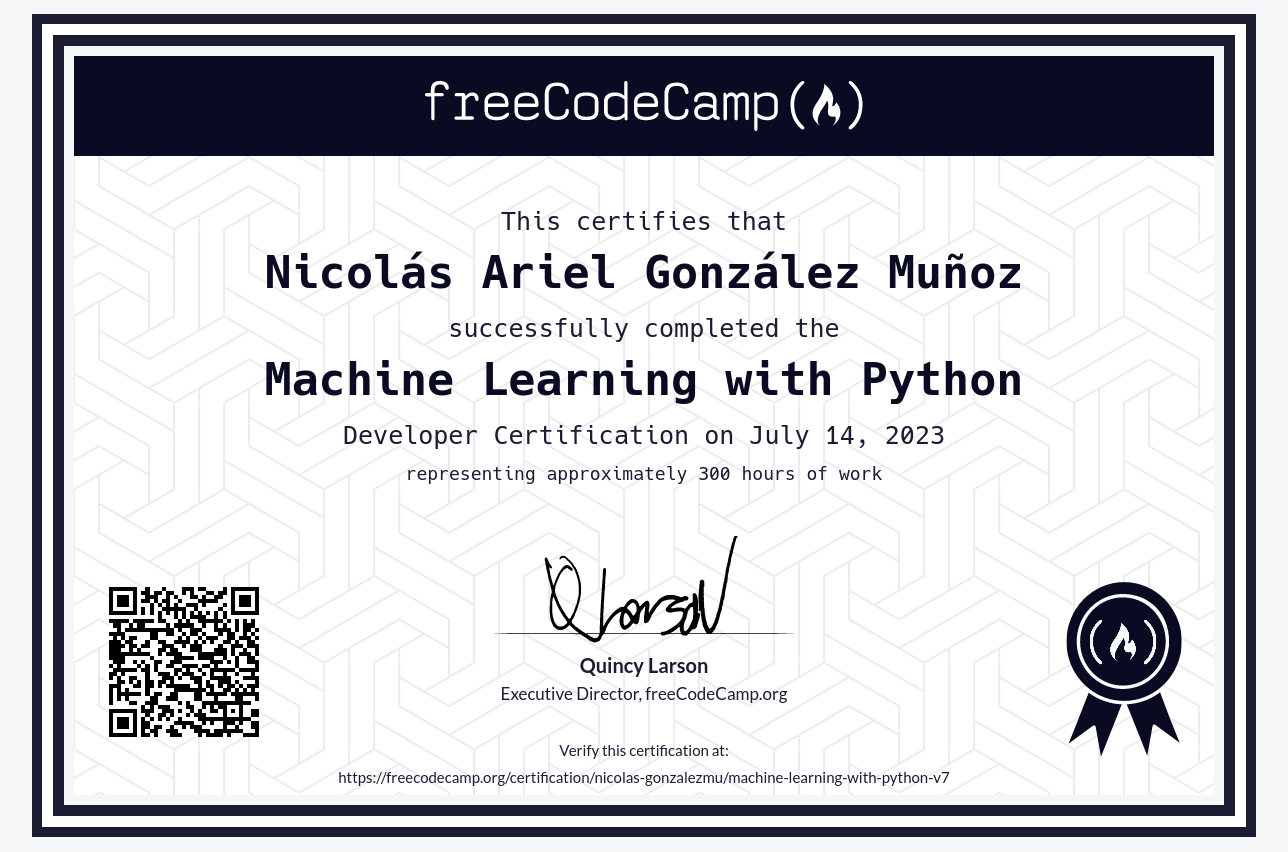 freeCodeCamp(🔥)
This certifies that
Nicolás Ariel González Muñoz
successfully completed the
Machine Learning with Python
Developer Certification on July 14, 2023
representing approximately 300 hours of work
QLarson
Quincy Larson
Executive Director, freeCodeCamp.org
Verify this certification at:
https://freecodecamp.org/certification/nicolas-gonzalezmu/machine-learning-with-python-v7